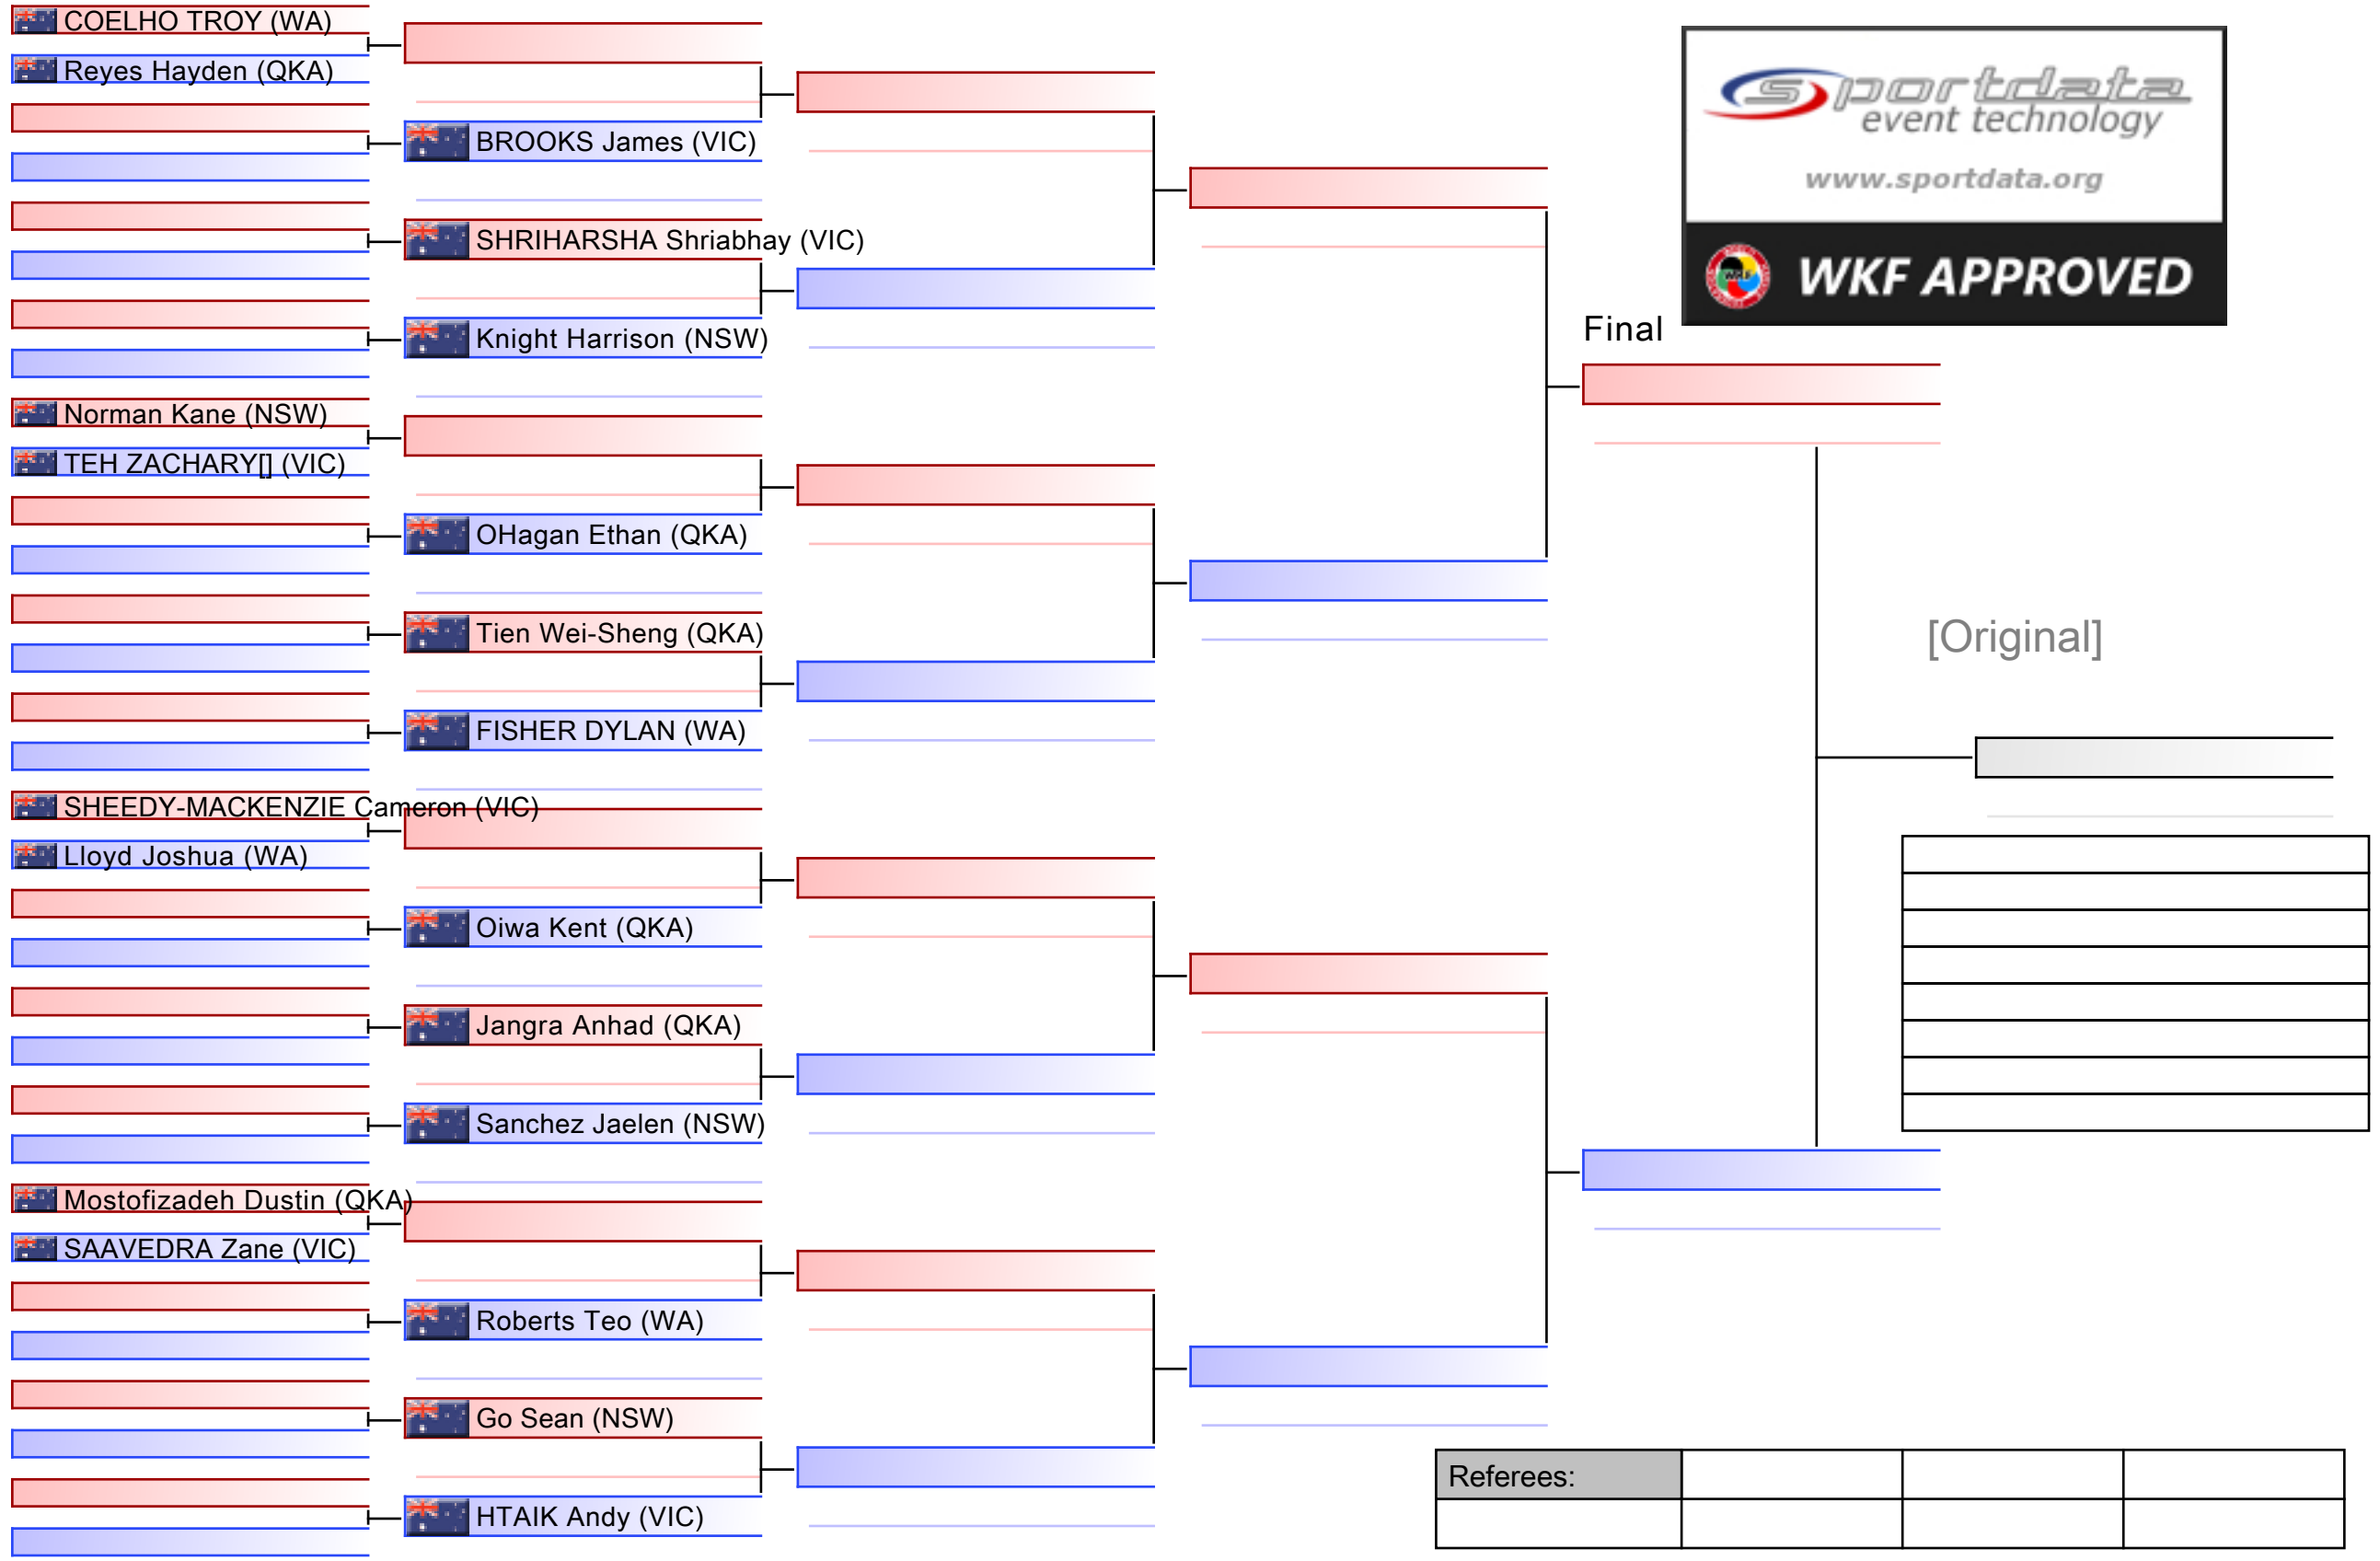 COELHO TROY (WA)
Reyes Hayden (QKA)
BROOKS James (VIC)
SHRIHARSHA Shriabhay (VIC)
Knight Harrison (NSW)
Norman Kane (NSW)
TEH ZACHARY[] (VIC)
OHagan Ethan (QKA)
Tien Wei-Sheng (QKA)
FISHER DYLAN (WA)
SHEEDY-MACKENZIE Cameron (VIC)
Lloyd Joshua (WA)
Oiwa Kent (QKA)
Jangra Anhad (QKA)
Sanchez Jaelen (NSW)
Mostofizadeh Dustin (QKA)
SAAVEDRA Zane (VIC)
Roberts Teo (WA)
Go Sean (NSW)
HTAIK Andy (VIC)
sportdata
event technology
www.sportdata.org
WKF APPROVED
Final
[Original]
Referees: